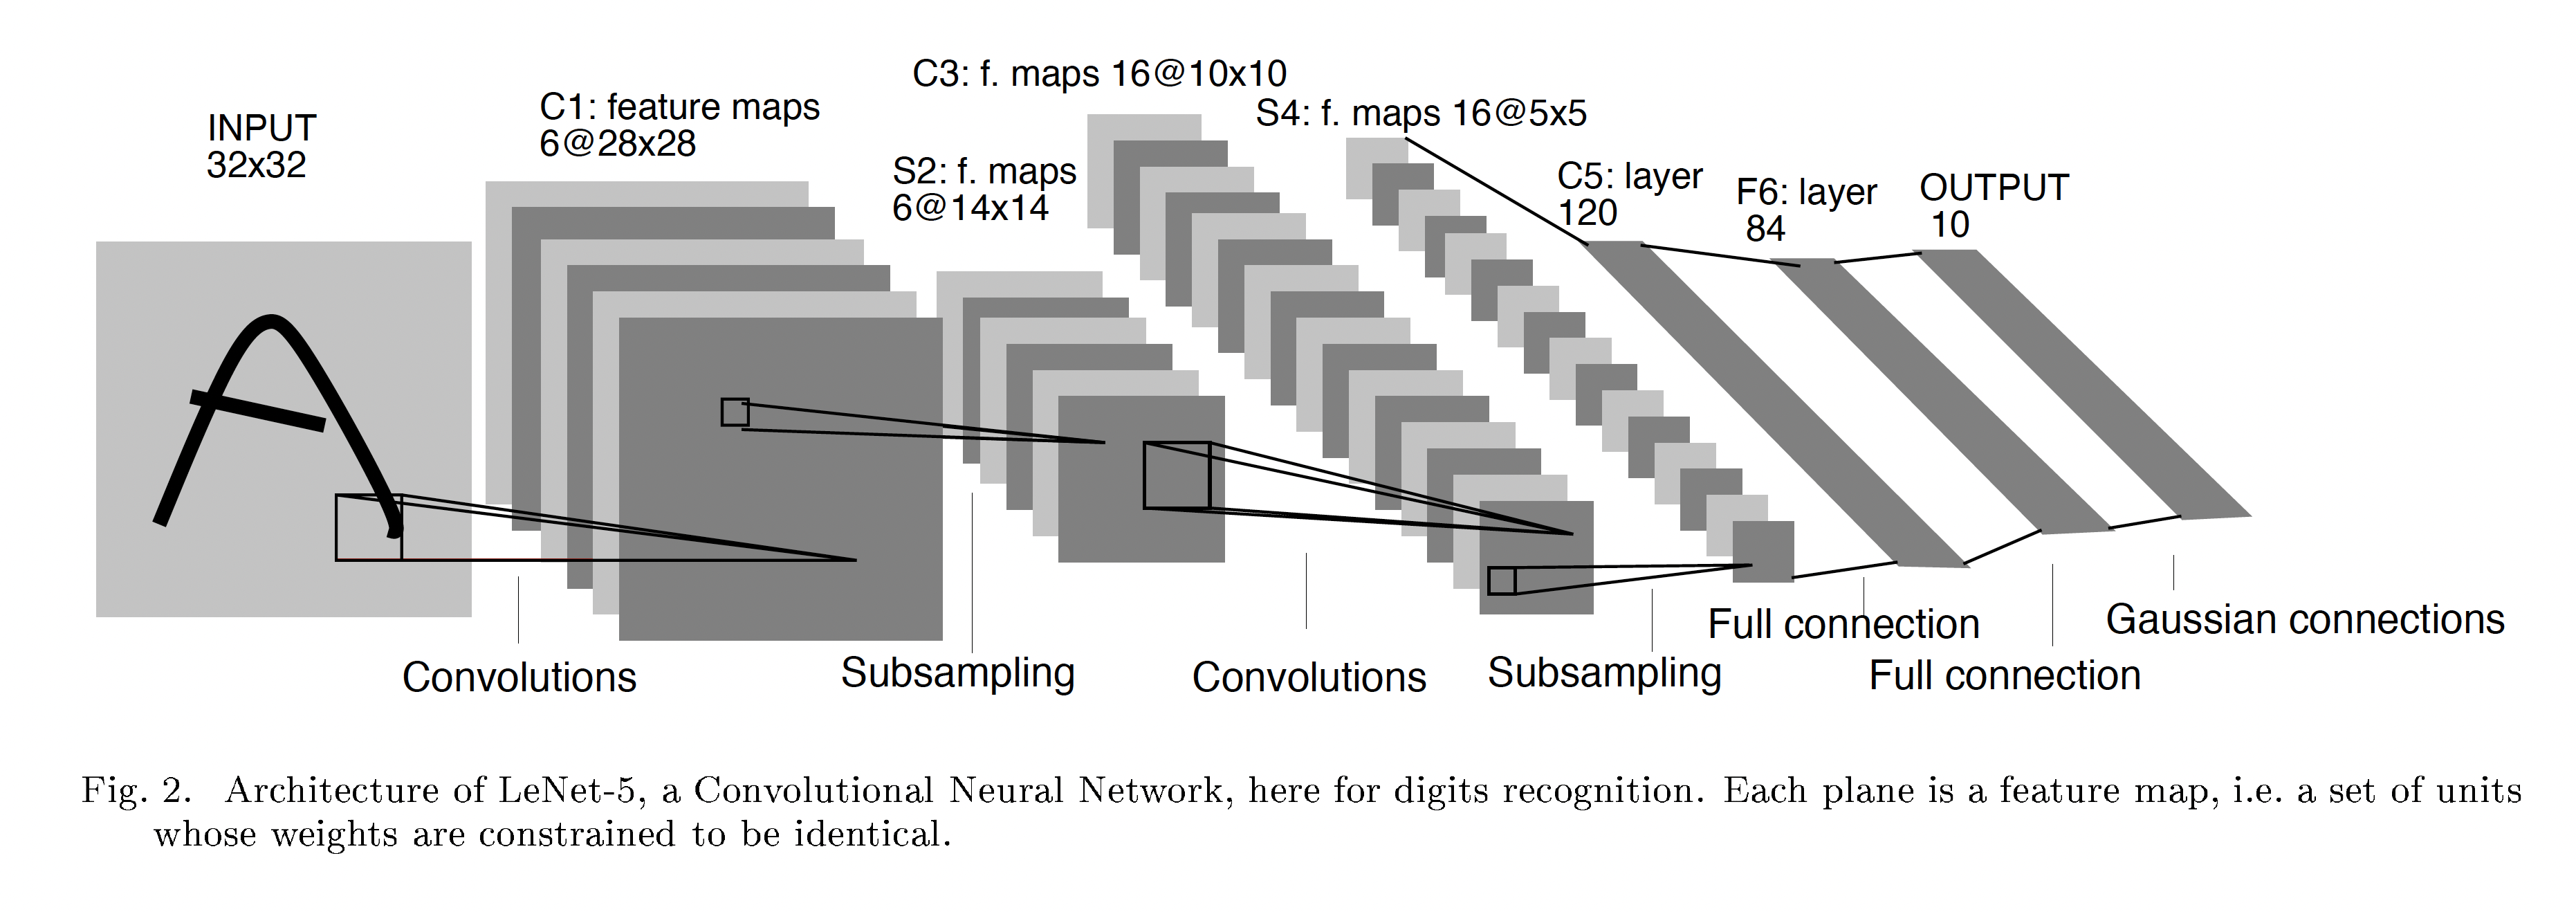 INPUT
32x32
C1: feature maps
6@28x28
S2: f. maps
6@14x14
C3: f. maps 16@10x10
S4: f. maps 16@5x5
C5: layer
120
F6: layer
84
OUTPUT
10
Convolutions
Subsampling
Convolutions
Subsampling
Full connection
Full connection
Gaussian connections
Fig. 2. Architecture of LeNet-5, a Convolutional Neural Network, here for digits recognition. Each plane is a feature map, i.e. a set of units
whose weights are constrained to be identical.